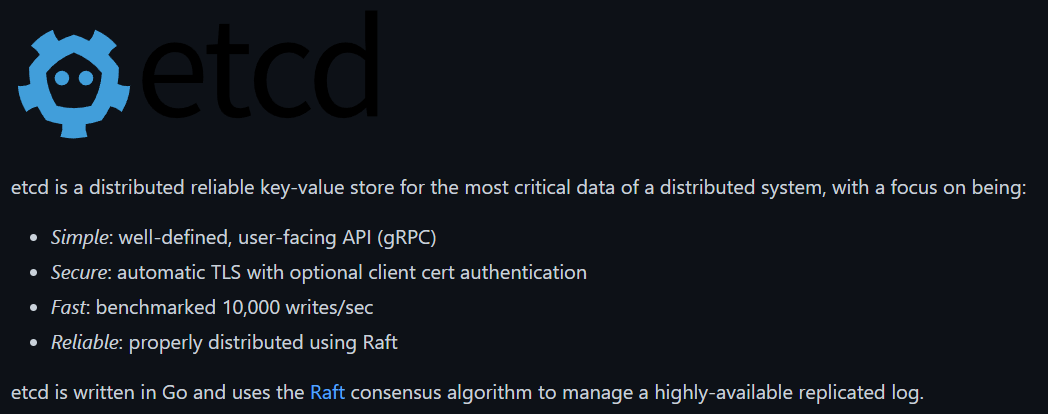 etcd
etcd is a distributed reliable key-value store for the most critical data of a distributed system, with a focus on being:
• Simple: well-defined, user-facing API (gRPC)
• Secure: automatic TLS with optional client cert authentication
• Fast: benchmarked 10,000 writes/sec
• Reliable: properly distributed using Raft
etcd is written in Go and uses the Raft consensus algorithm to manage a highly-available replicated log.